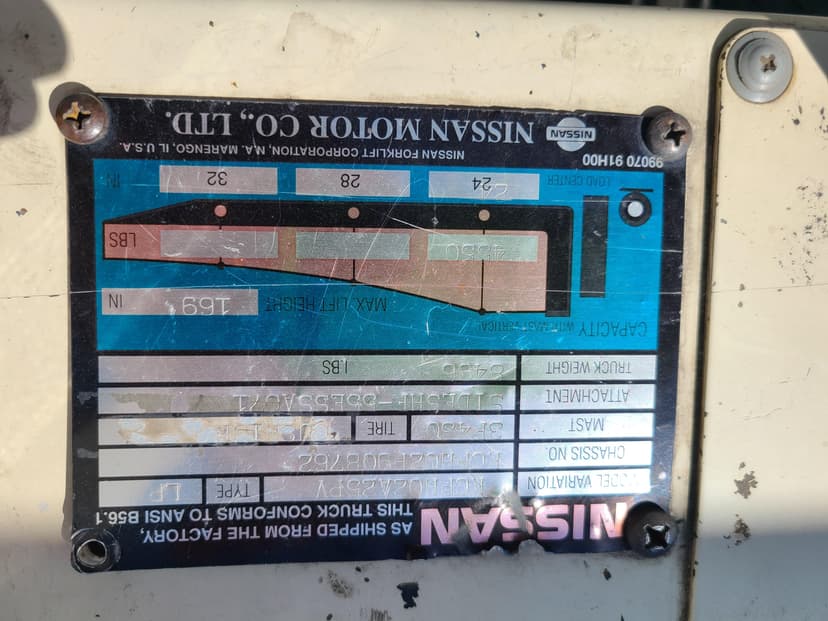 NISSAN
AS SHIPPED FROM THE FACTORY,
THIS TRUCK CONFORMS TO ANSI B56.1
MODEL VARIATION TYPE LP
CHASSIS NO.
MAST TIRE
ATTACHMENT
TRUCK WEIGHT LBS
CAPACITY WITH MAST VERTICAL
MAX. LIFT HEIGHT 169 IN
LBS
LOAD CENTER 24 28 32 IN
99070 91H00 NISSAN FORKLIFT CORPORATION, N.A. MARENGO, IL U.S.A.
NISSAN NISSAN MOTOR CO., LTD.